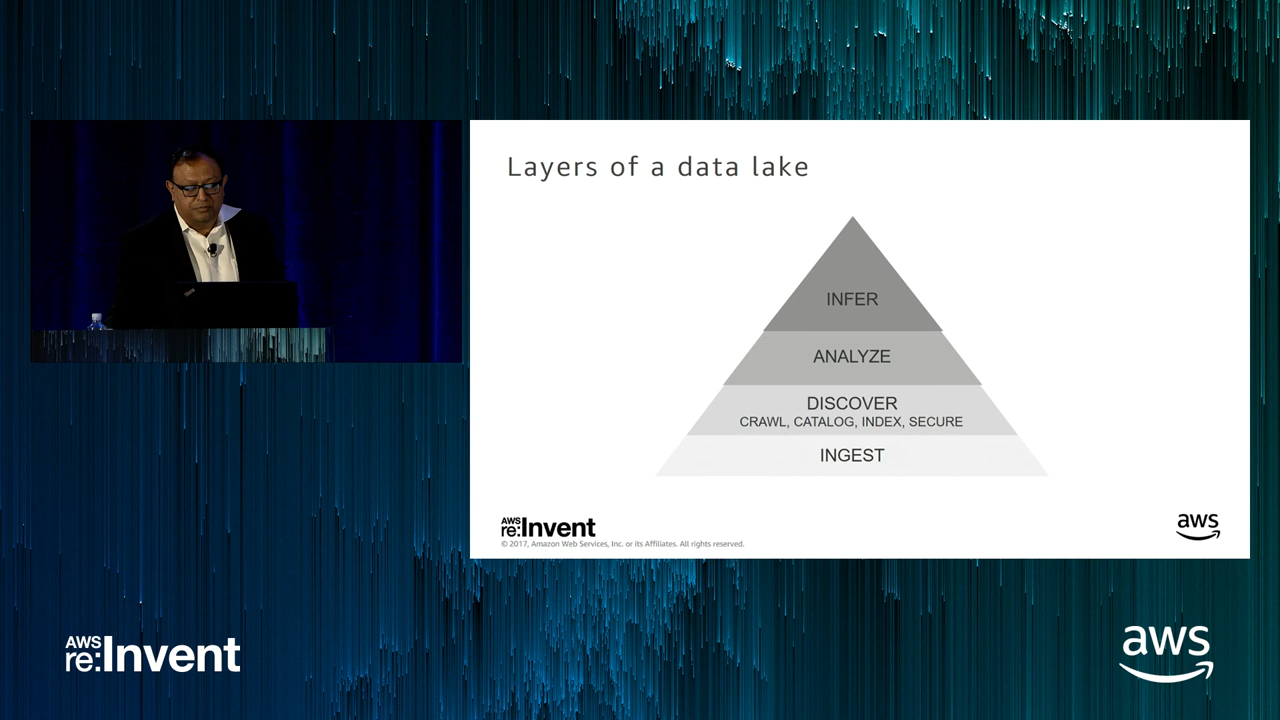 Layers of a data lake
INFER
ANALYZE
DISCOVER
CRAWL, CATALOG, INDEX, SECURE
INGEST
AWS
re:Invent
© 2017, Amazon Web Services, Inc. or its Affiliates. All rights reserved.
aws
AWS
re:Invent
aws